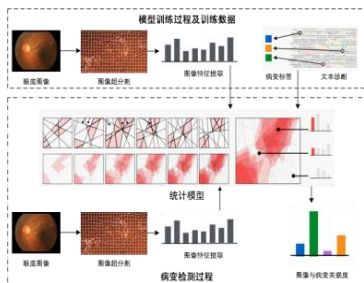 模型训练过程及训练数据
眼底图像
图像超分割
图像特征提取
病变标签
文本诊断
统计模型
眼底图像
图像超分割
图像特征提取
图像与病变关联度
病变检测过程